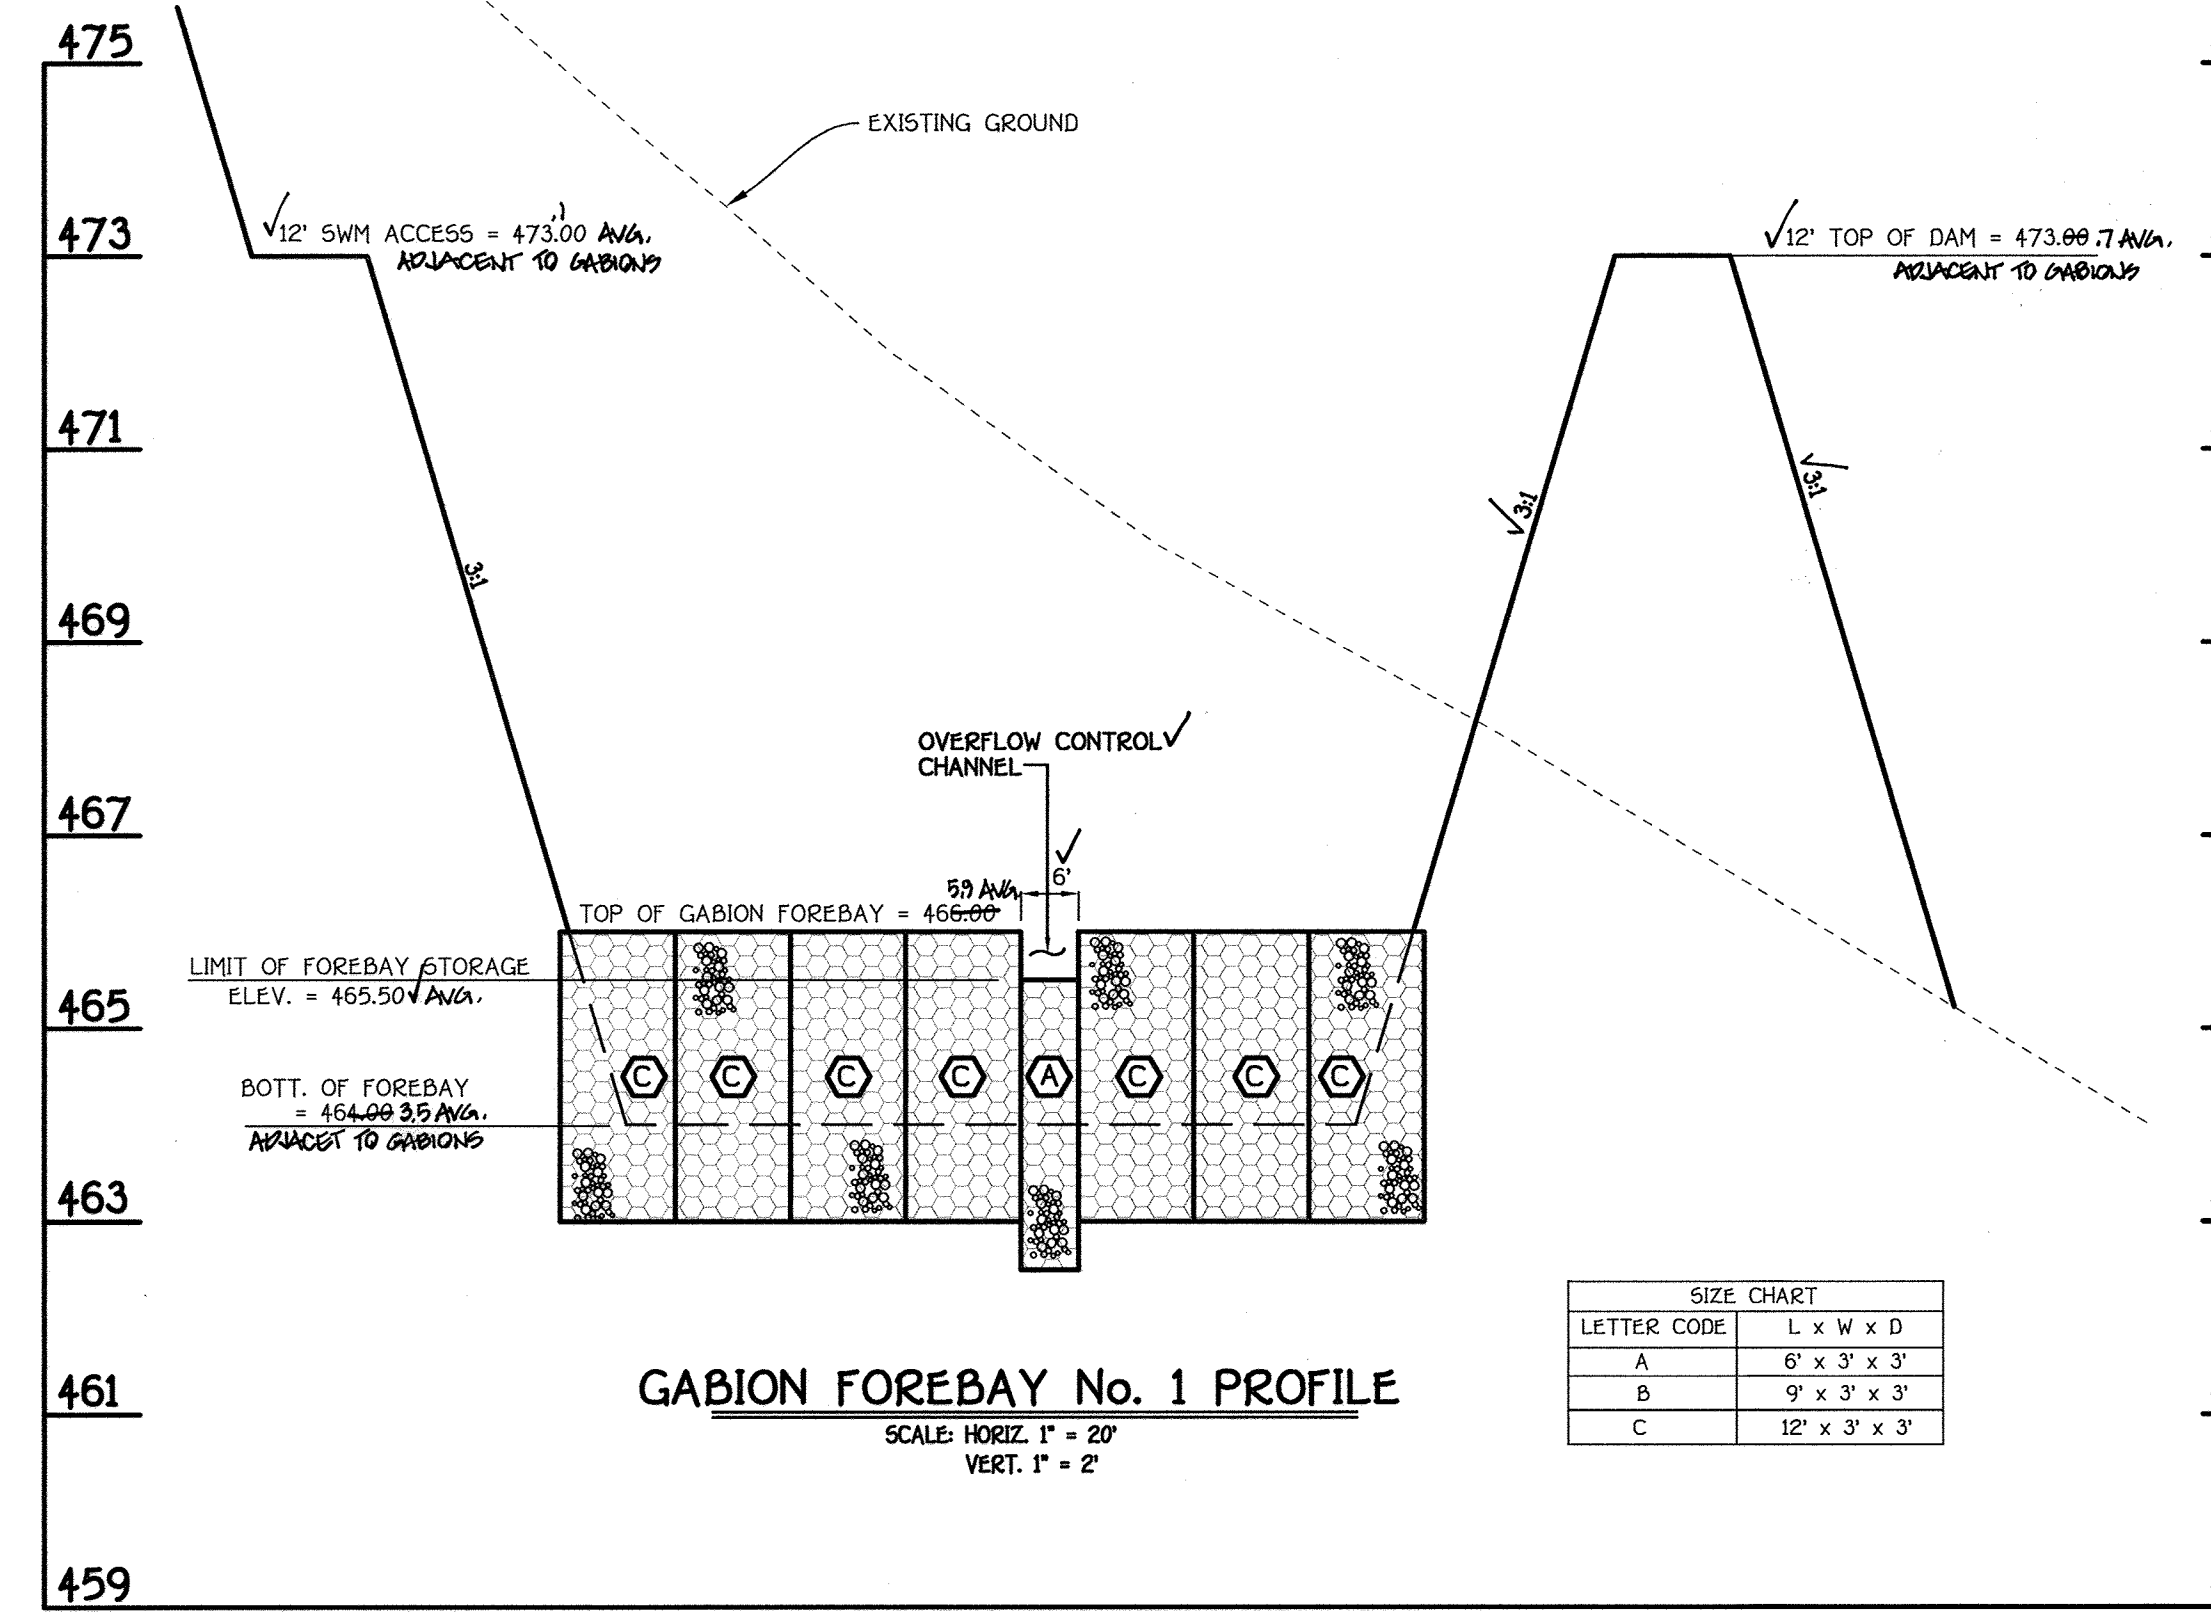 475
EXISTING GROUND
.1
473
√12' SWM ACCESS = 473.00 AVG.
ADJACENT TO GABIONS
√12' TOP OF DAM = 473.00 .7 AVG.
ADJACENT TO GABIONS
471
3:1
3:1
3:1
469
OVERFLOW CONTROL√
CHANNEL
467
6'
5.9 AVG.
TOP OF GABION FOREBAY = 466.00
LIMIT OF FOREBAY STORAGE
ELEV. = 465.50√ AVG.
465
C C C C A C C C
BOTT. OF FOREBAY
= 464.00 3.5 AVG.
ADJACET TO GABIONS
463
SIZE CHART
LETTER CODE L x W x D
A 6' x 3' x 3'
B 9' x 3' x 3'
C 12' x 3' x 3'
461
GABION FOREBAY No. 1 PROFILE
SCALE: HORIZ. 1" = 20'
VERT. 1" = 2'
459